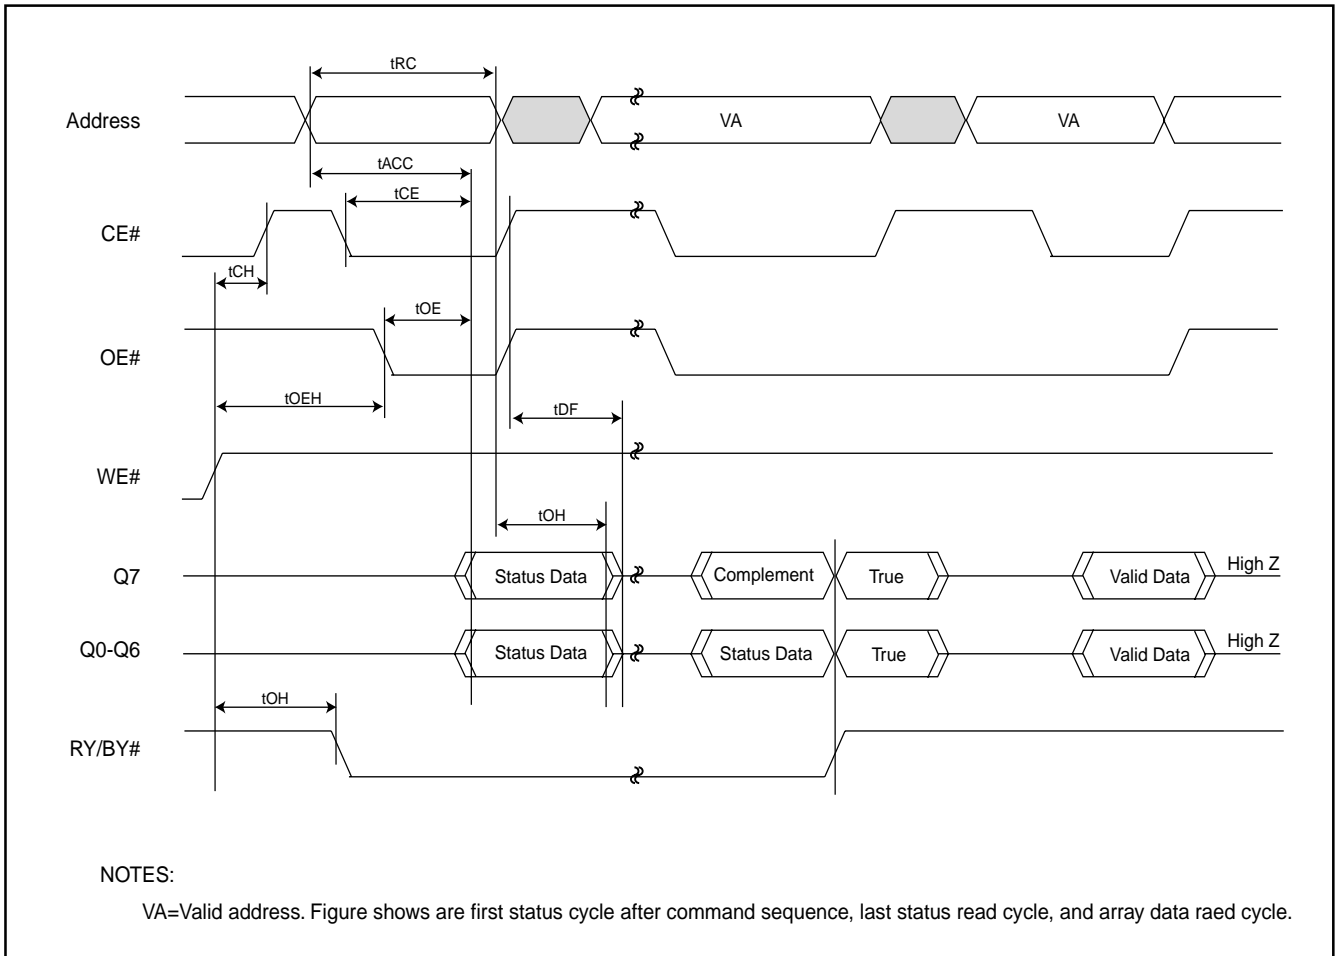 tRC
Address
VA
VA
tACC
tCE
CE#
tCH
tOE
OE#
tOEH
tDF
WE#
tOH
Q7
Status Data
Complement
True
Valid Data
High Z
Q0-Q6
Status Data
Status Data
True
Valid Data
High Z
tOH
RY/BY#
NOTES:
VA=Valid address. Figure shows are first status cycle after command sequence, last status read cycle, and array data raed cycle.